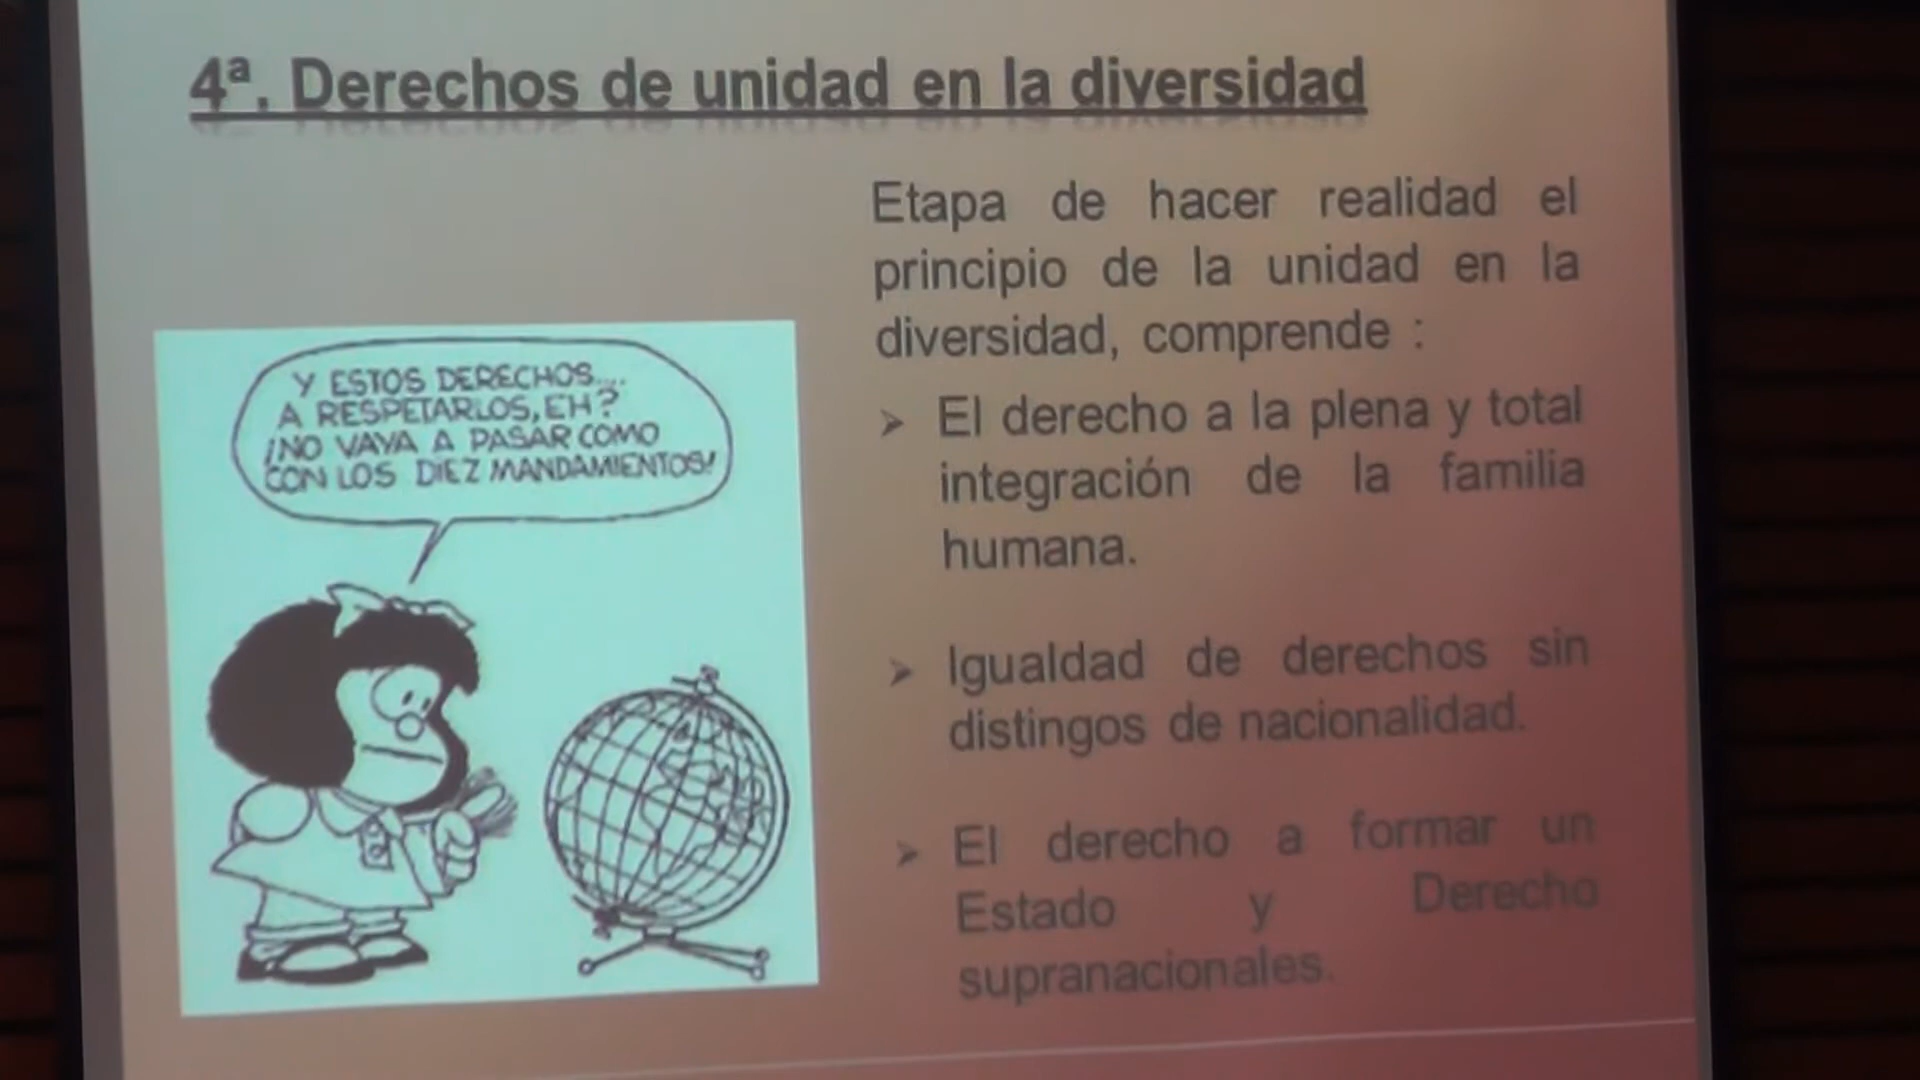 4ª. Derechos de unidad en la diversidad
Etapa de hacer realidad el
principio de la unidad en la
diversidad, comprende :
El derecho a la plena y total
integración de la familia
humana.
Igualdad de derechos sin
distingos de nacionalidad.
El derecho a formar un
Estado y Derecho
supranacionales.
Y ESTOS DERECHOS...
A RESPETARLOS, EH?
¡NO VAYA A PASAR COMO
CON LOS DIEZ MANDAMIENTOS!